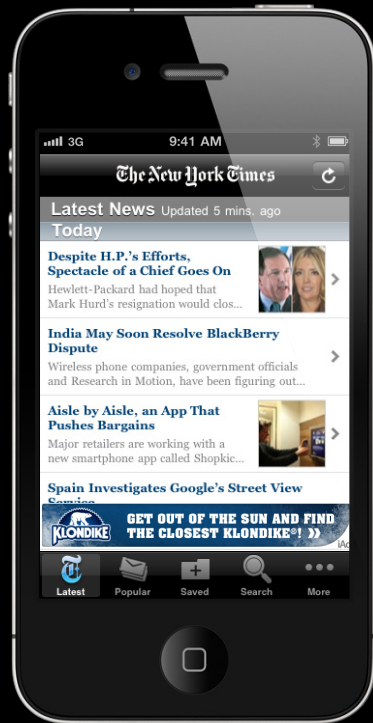 3G 9:41 AM
The New York Times
Latest News Updated 5 mins. ago
Today
Despite H.P.'s Efforts,
Spectacle of a Chief Goes On
Hewlett-Packard had hoped that
Mark Hurd's resignation would clos...
India May Soon Resolve BlackBerry
Dispute
Wireless phone companies, government officials
and Research in Motion, have been figuring out...
Aisle by Aisle, an App That
Pushes Bargains
Major retailers are working with a
new smartphone app called Shopkic...
Spain Investigates Google's Street View
Service
KLONDIKE
GET OUT OF THE SUN AND FIND
THE CLOSEST KLONDIKE®! »
iAd
Latest Popular Saved Search More